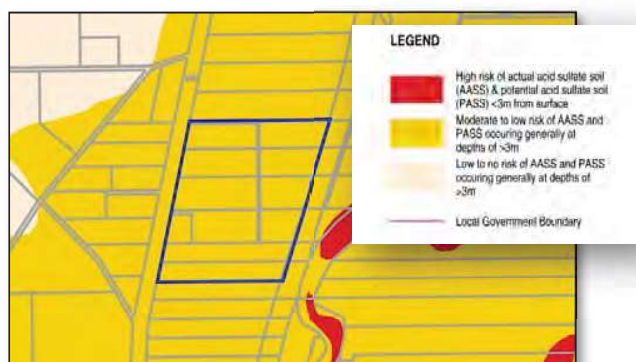 LEGEND
High risk of actual acid sulfate soil
(AASS) & potential acid sulfate soil
(PASS) <3m from surface
Moderate to low risk of AASS and
PASS occuring generally at
depths of >3m
Low to no risk of AASS and PASS
occuring generally at depths of
>3m
Local Government Boundary